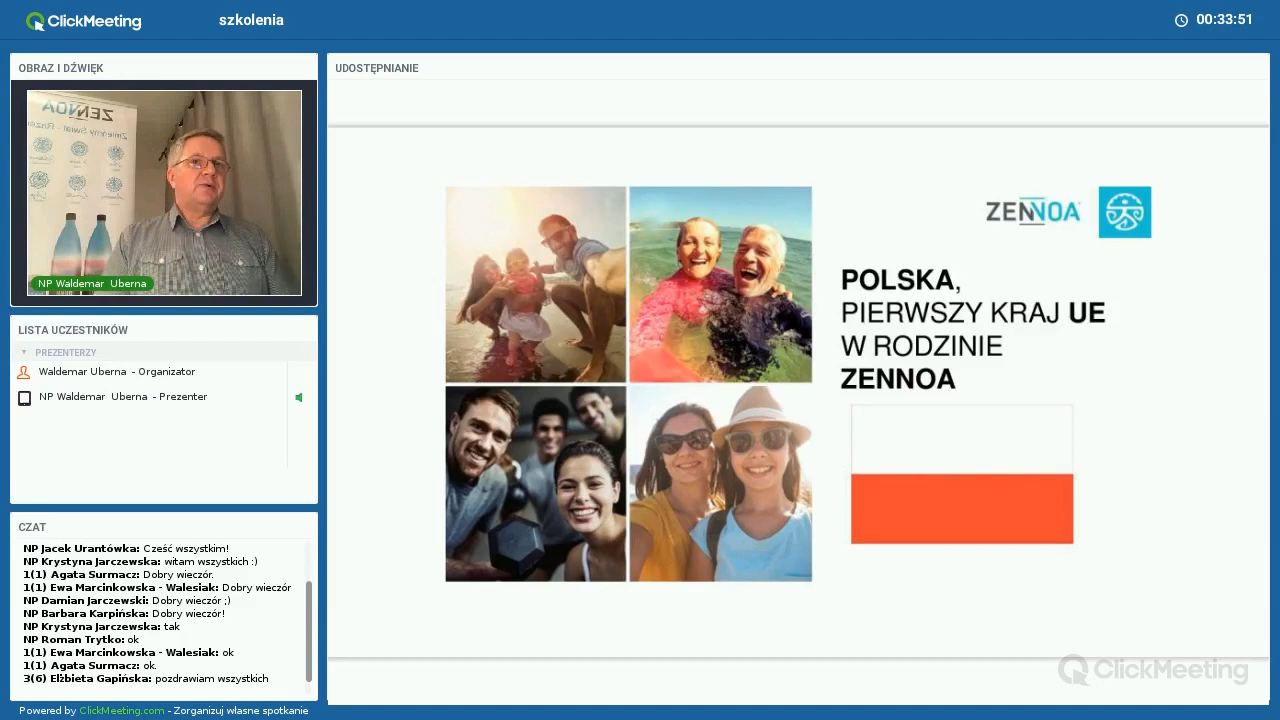 ClickMeeting
szkolenia
00:33:51
OBRAZ I DŹWIĘK
UDOSTĘPNIANIE
ZENNOA
NP Waldemar  Uberna
ZENNOA
POLSKA,
PIERWSZY KRAJ UE
W RODZINIE
ZENNOA
LISTA UCZESTNIKÓW
PREZENTERZY
Waldemar Uberna  - Organizator
NP Waldemar  Uberna  - Prezenter
CZAT
NP Jacek Urantówka: Cześć wszystkim!
NP Krystyna Jarczewska: witam wszystkich :)
1(1) Agata Surmacz: Dobry wieczór.
1(1) Ewa Marcinkowska - Walesiak: Dobry wieczór
NP Damian Jarczewski: Dobry wieczór ;)
NP Barbara Karpińska: Dobry wieczór!
NP Krystyna Jarczewska: tak
NP Roman Trytko: ok
1(1) Ewa Marcinkowska - Walesiak: ok
1(1) Agata Surmacz: ok.
3(6) Elżbieta Gapińska: pozdrawiam wszystkich
ClickMeeting
Powered by ClickMeeting.com - Zorganizuj własne spotkanie